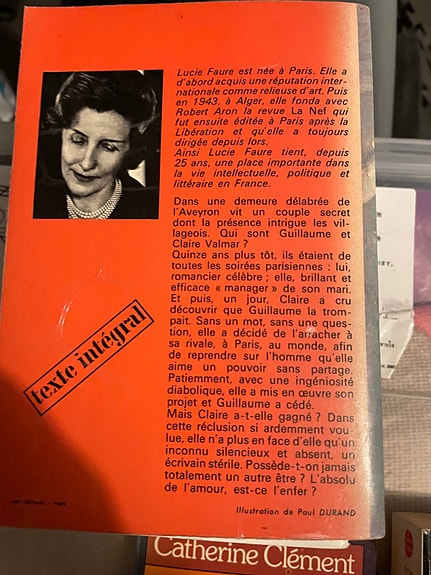 Lucie Faure est née à Paris. Elle a
d'abord acquis une réputation inter-
nationale comme relieuse d'art. Puis
en 1943, à Alger, elle fonda avec
Robert Aron la revue La Nef qui
fut ensuite éditée à Paris après la
Libération et qu'elle a toujours
dirigée depuis lors.
Ainsi Lucie Faure tient, depuis
25 ans, une place importante dans
la vie intellectuelle, politique et
littéraire en France.
Dans une demeure délabrée de
l'Aveyron vit un couple secret
dont la présence intrigue les vil-
lageois. Qui sont Guillaume et
Claire Valmar ?
Quinze ans plus tôt, ils étaient de
toutes les soirées parisiennes : lui,
romancier célèbre ; elle, brillant et
efficace « manager » de son mari.
Et puis, un jour, Claire a cru
découvrir que Guillaume la trom-
pait. Sans un mot, sans une ques-
tion, elle a décidé de l'arracher à
sa rivale, à Paris, au monde, afin
de reprendre sur l'homme qu'elle
aime un pouvoir sans partage.
Patiemment, avec une ingéniosité
diabolique, elle a mis en œuvre son
projet et Guillaume a cédé.
Mais Claire a-t-elle gagné ? Dans
cette réclusion si ardemment vou-
lue, elle n'a plus en face d'elle qu'un
inconnu silencieux et absent, un
écrivain stérile. Possède-t-on jamais
totalement un autre être ? L'absolu
de l'amour, est-ce l'enfer ?
texte intégral
Illustration de Paul DURAND
Catherine Clément